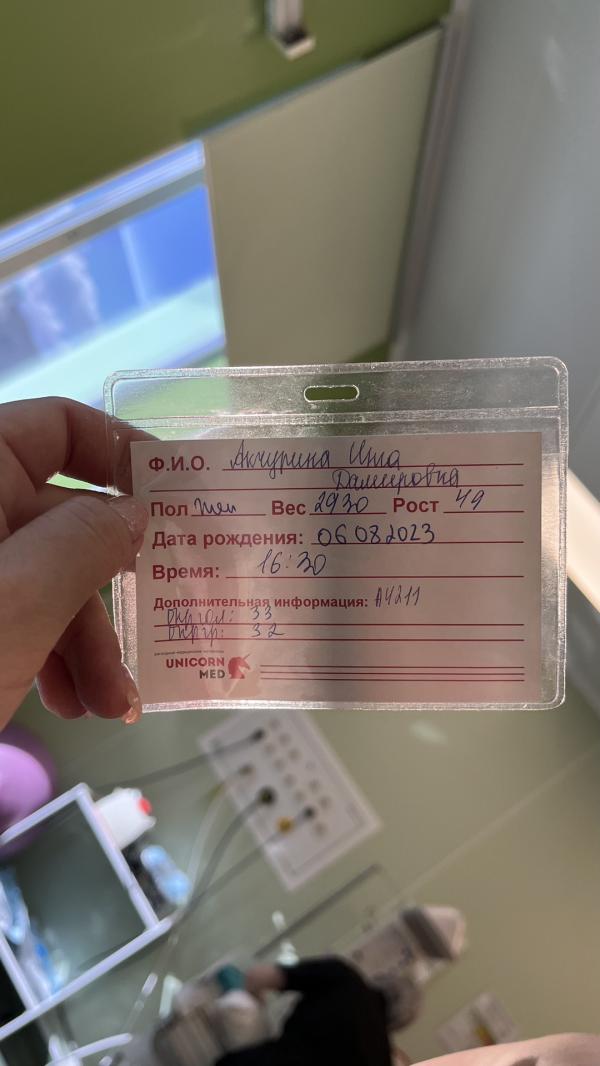 Ф.И.О. Акчурина
Дамировна
Пол жен Вес 2930 Рост 49
Дата рождения: 06 08 2023
Время: 16:30
Дополнительная информация: А4211
окр гол: 33
окр гр: 32
UNICORN
MED